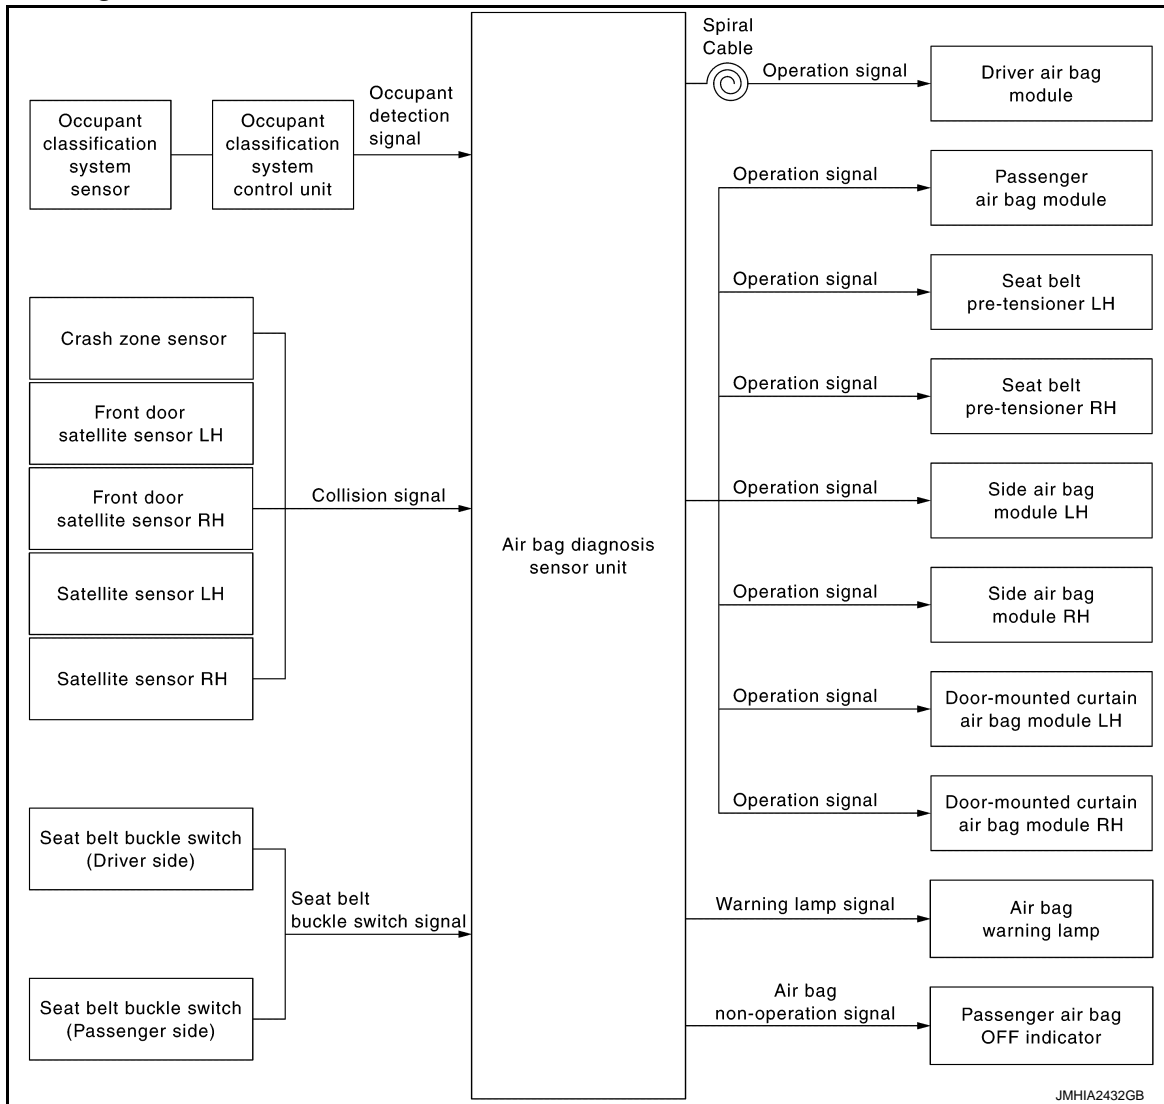 Spiral
Cable
Operation signal
Driver air bag
module
Occupant
classification
system
sensor
Occupant
classification
system
control unit
Occupant
detection
signal
Operation signal
Passenger
air bag module
Operation signal
Seat belt
pre-tensioner LH
Crash zone sensor
Operation signal
Seat belt
pre-tensioner RH
Front door
satellite sensor LH
Front door
satellite sensor RH
Collision signal
Operation signal
Side air bag
module LH
Air bag diagnosis
sensor unit
Satellite sensor LH
Operation signal
Side air bag
module RH
Satellite sensor RH
Operation signal
Door-mounted curtain
air bag module LH
Operation signal
Door-mounted curtain
air bag module RH
Seat belt buckle switch
(Driver side)
Seat belt
buckle switch signal
Warning lamp signal
Air bag
warning lamp
Seat belt buckle switch
(Passenger side)
Air bag
non-operation signal
Passenger air bag
OFF indicator
JMHIA2432GB